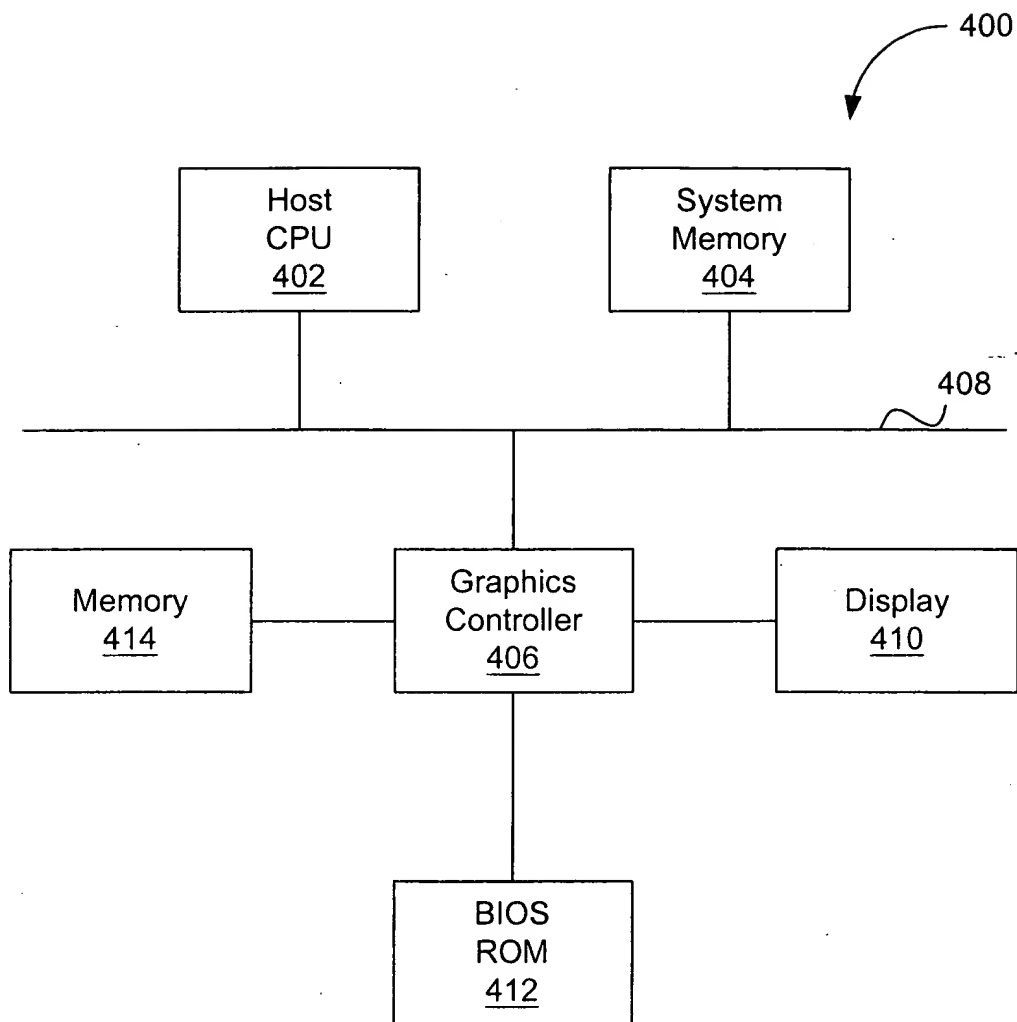 400
Host
CPU
402
System
Memory
404
408
Memory
414
Graphics
Controller
406
Display
410
BIOS
ROM
412